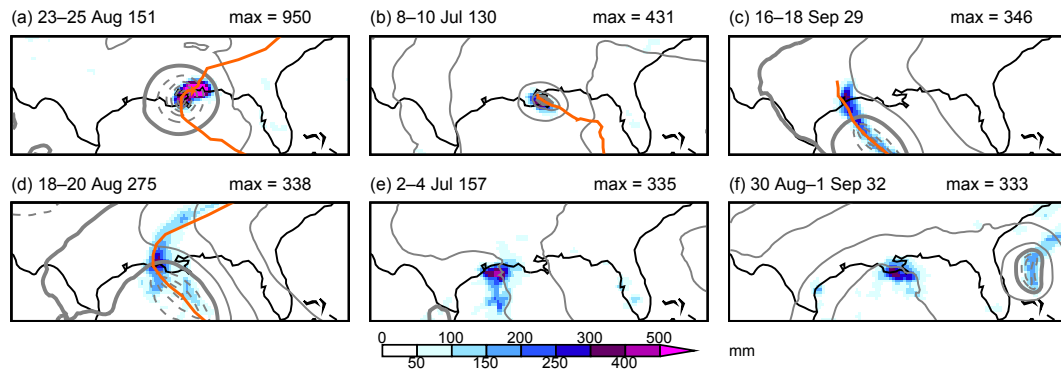 (a) 23–25 Aug 151 max = 950
(b) 8–10 Jul 130 max = 431
(c) 16–18 Sep 29 max = 346
(d) 18–20 Aug 275 max = 338
(e) 2–4 Jul 157 max = 335
(f) 30 Aug–1 Sep 32 max = 333
0 100 200 300 500
mm
50 150 250 400